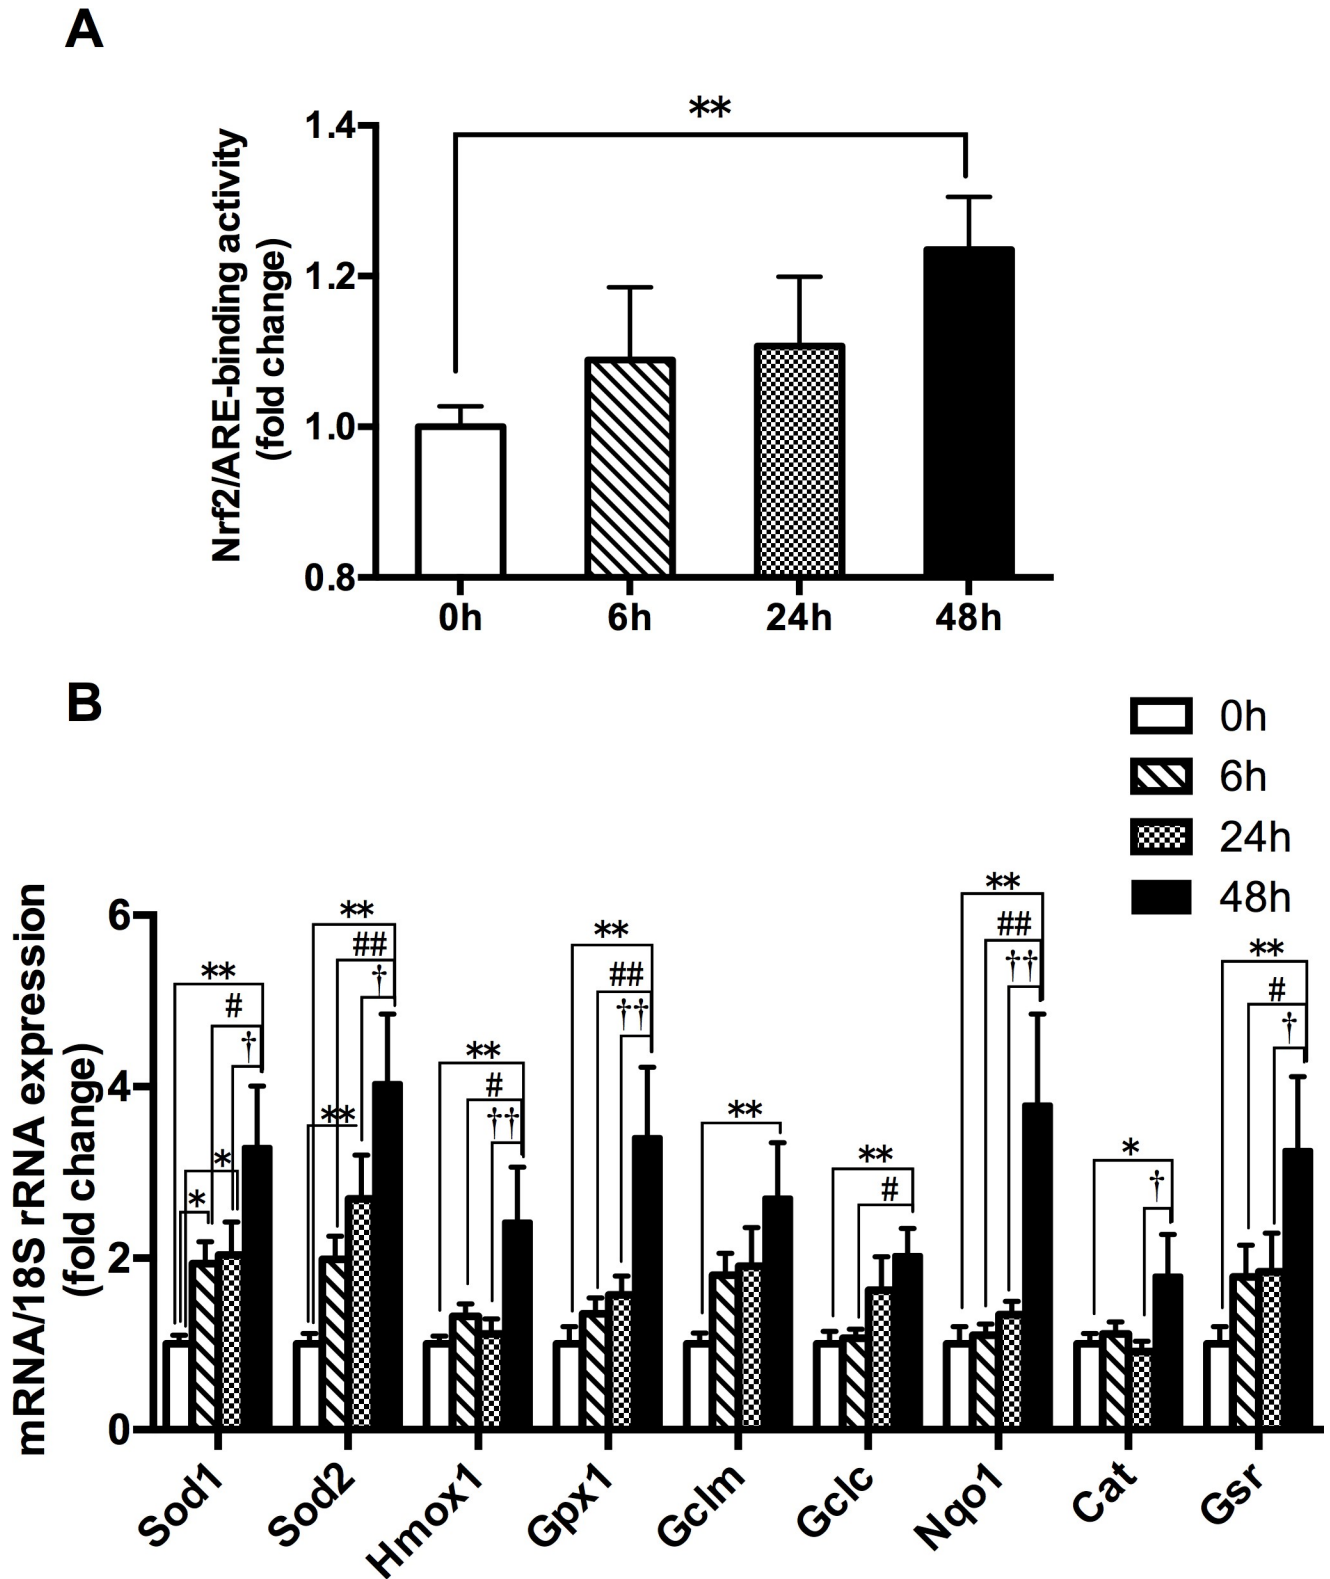 A
**
1.4
1.2
1.0
0.8
Nrf2/ARE-binding activity
(fold change)
0h 6h 24h 48h
B
0h
6h
24h
48h
mRNA/18S rRNA expression
(fold change)
6
4
2
0
** # † * *
** ## † **
** # ††
** ## ††
**
** #
** ## ††
* †
** # †
Sod1 Sod2 Hmox1 Gpx1 Gclm Gclc Nqo1 Cat Gsr